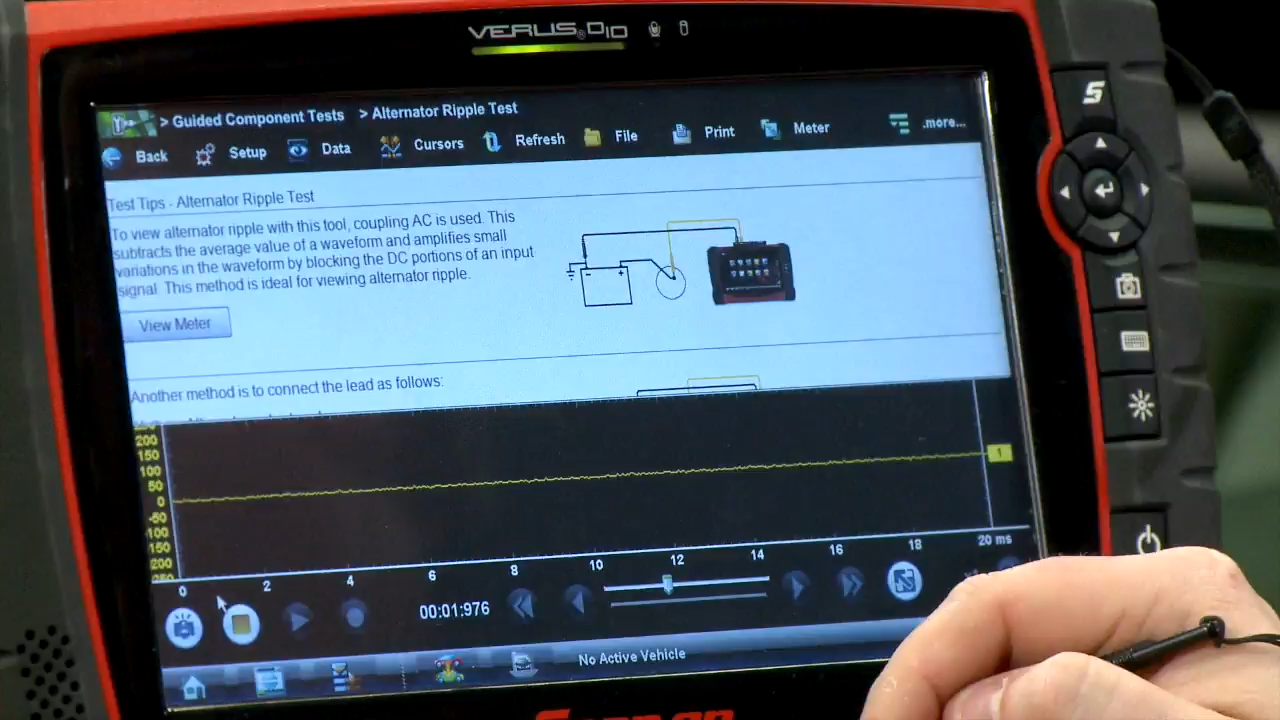 VERUS® D10
> Guided Component Tests > Alternator Ripple Test
Back Setup Data Cursors Refresh File Print Meter .more...
Test Tips - Alternator Ripple Test
To view alternator ripple with this tool, coupling AC is used. This
subtracts the average value of a waveform and amplifies small
variations in the waveform by blocking the DC portions of an input
signal. This method is ideal for viewing alternator ripple.
- +
View Meter
Another method is to connect the lead as follows:
200
150
100
50
0
-50
100
150
200
1
0 2 4 6 8 10 12 14 16 18 20 ms
00:01:976
No Active Vehicle
S